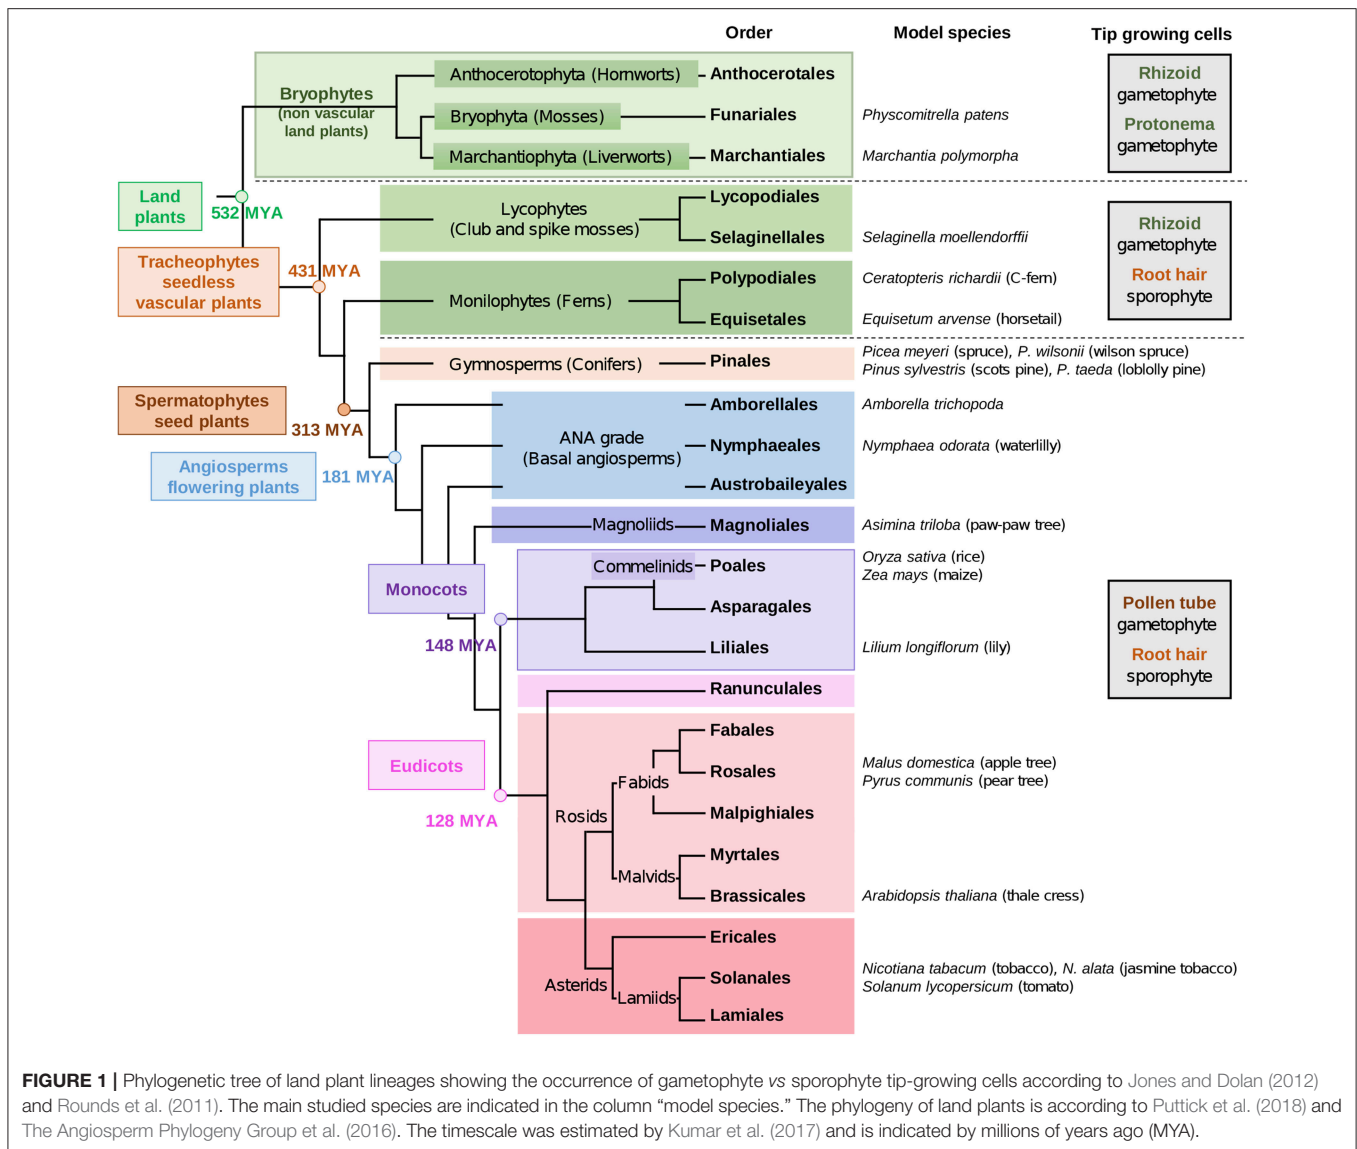 Order Model species Tip growing cells
Bryophytes
(non vascular
land plants)
Anthocerotophyta (Hornworts) Anthocerotales
Bryophyta (Mosses) Funariales Physcomitrella patens
Marchantiophyta (Liverworts) Marchantiales Marchantia polymorpha
Rhizoid
gametophyte
Protonema
gametophyte
Land
plants
532 MYA
Lycophytes
(Club and spike mosses)
Lycopodiales
Selaginellales Selaginella moellendorffii
Rhizoid
gametophyte
Root hair
sporophyte
Tracheophytes
seedless
vascular plants
431 MYA
Monilophytes (Ferns)
Polypodiales Ceratopteris richardii (C-fern)
Equisetales Equisetum arvense (horsetail)
Gymnosperms (Conifers) Pinales
Picea meyeri (spruce), P. wilsonii (wilson spruce)
Pinus sylvestris (scots pine), P. taeda (loblolly pine)
Spermatophytes
seed plants
313 MYA
Angiosperms
flowering plants
181 MYA
ANA grade
(Basal angiosperms)
Amborellales Amborella trichopoda
Nymphaeales Nymphaea odorata (waterlilly)
Austrobaileyales
Magnoliids Magnoliales Asimina triloba (paw-paw tree)
Monocots
148 MYA
Commelinids Poales
Oryza sativa (rice)
Zea mays (maize)
Asparagales
Liliales Lilium longiflorum (lily)
Pollen tube
gametophyte
Root hair
sporophyte
Eudicots
128 MYA
Ranunculales
Rosids
Fabids
Fabales
Rosales
Malus domestica (apple tree)
Pyrus communis (pear tree)
Malpighiales
Malvids
Myrtales
Brassicales Arabidopsis thaliana (thale cress)
Asterids
Ericales
Lamiids
Solanales
Nicotiana tabacum (tobacco), N. alata (jasmine tobacco)
Solanum lycopersicum (tomato)
Lamiales
FIGURE 1 | Phylogenetic tree of land plant lineages showing the occurrence of gametophyte vs sporophyte tip-growing cells according to Jones and Dolan (2012)
and Rounds et al. (2011). The main studied species are indicated in the column “model species.” The phylogeny of land plants is according to Puttick et al. (2018) and
The Angiosperm Phylogeny Group et al. (2016). The timescale was estimated by Kumar et al. (2017) and is indicated by millions of years ago (MYA).